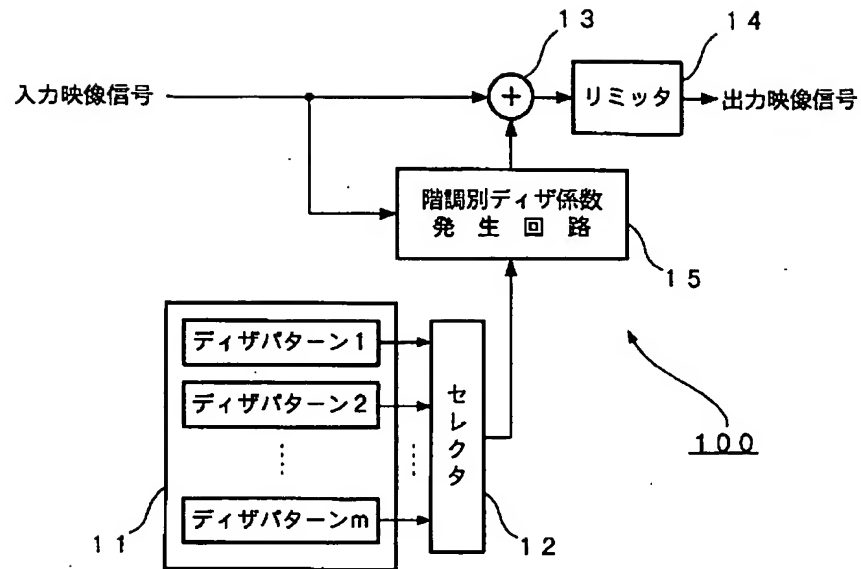 13
14
入力映像信号
+
リミッタ
出力映像信号
階調別ディザ係数
発生回路
15
ディザパターン1
ディザパターン2
ディザパターンm
セレクタ
100
11
12